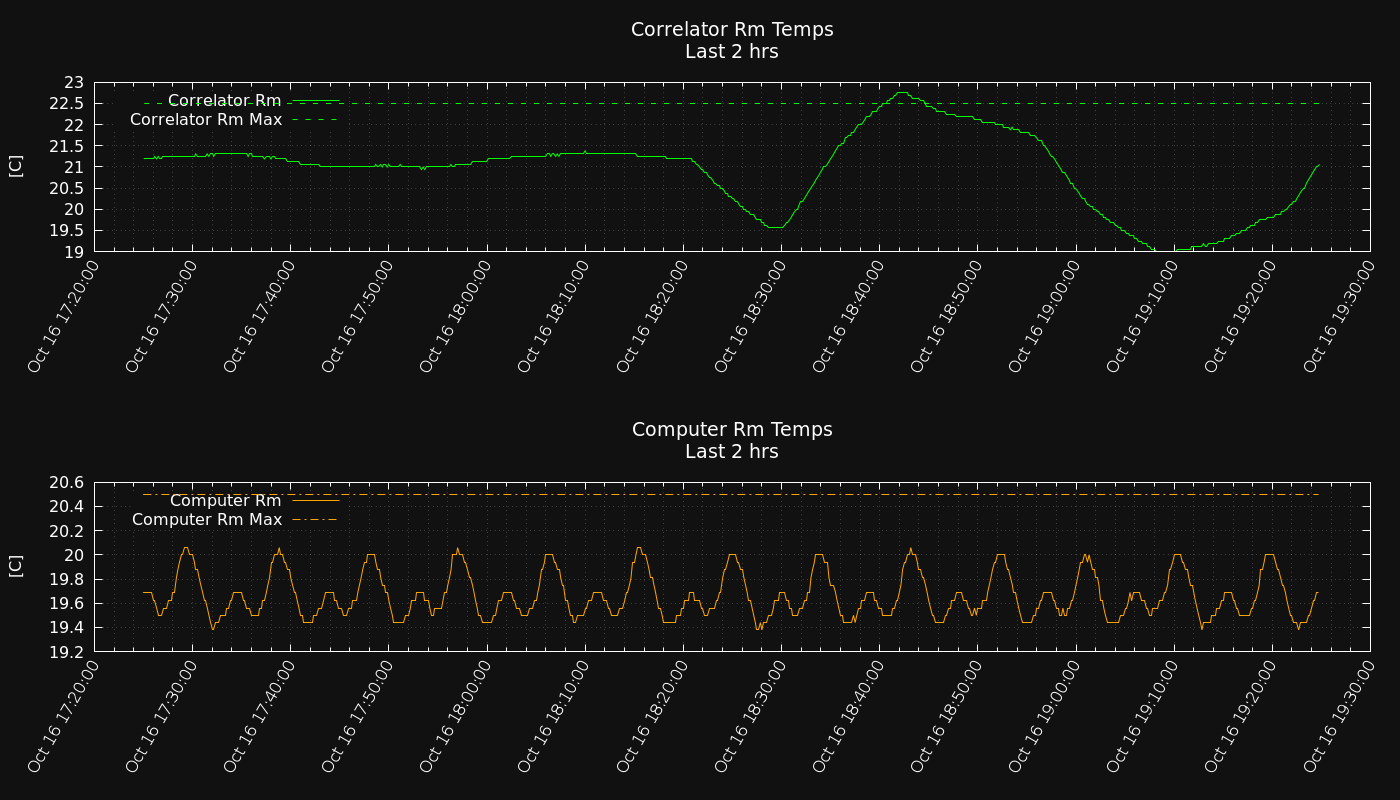 Correlator Rm Temps
Last 2 hrs
23
22.5
22
21.5
21
20.5
20
19.5
19
[C]
Correlator Rm
Correlator Rm Max
Oct 16 17:20:00
Oct 16 17:30:00
Oct 16 17:40:00
Oct 16 17:50:00
Oct 16 18:00:00
Oct 16 18:10:00
Oct 16 18:20:00
Oct 16 18:30:00
Oct 16 18:40:00
Oct 16 18:50:00
Oct 16 19:00:00
Oct 16 19:10:00
Oct 16 19:20:00
Oct 16 19:30:00
Computer Rm Temps
Last 2 hrs
20.6
20.4
20.2
20
19.8
19.6
19.4
19.2
[C]
Computer Rm
Computer Rm Max
Oct 16 17:20:00
Oct 16 17:30:00
Oct 16 17:40:00
Oct 16 17:50:00
Oct 16 18:00:00
Oct 16 18:10:00
Oct 16 18:20:00
Oct 16 18:30:00
Oct 16 18:40:00
Oct 16 18:50:00
Oct 16 19:00:00
Oct 16 19:10:00
Oct 16 19:20:00
Oct 16 19:30:00